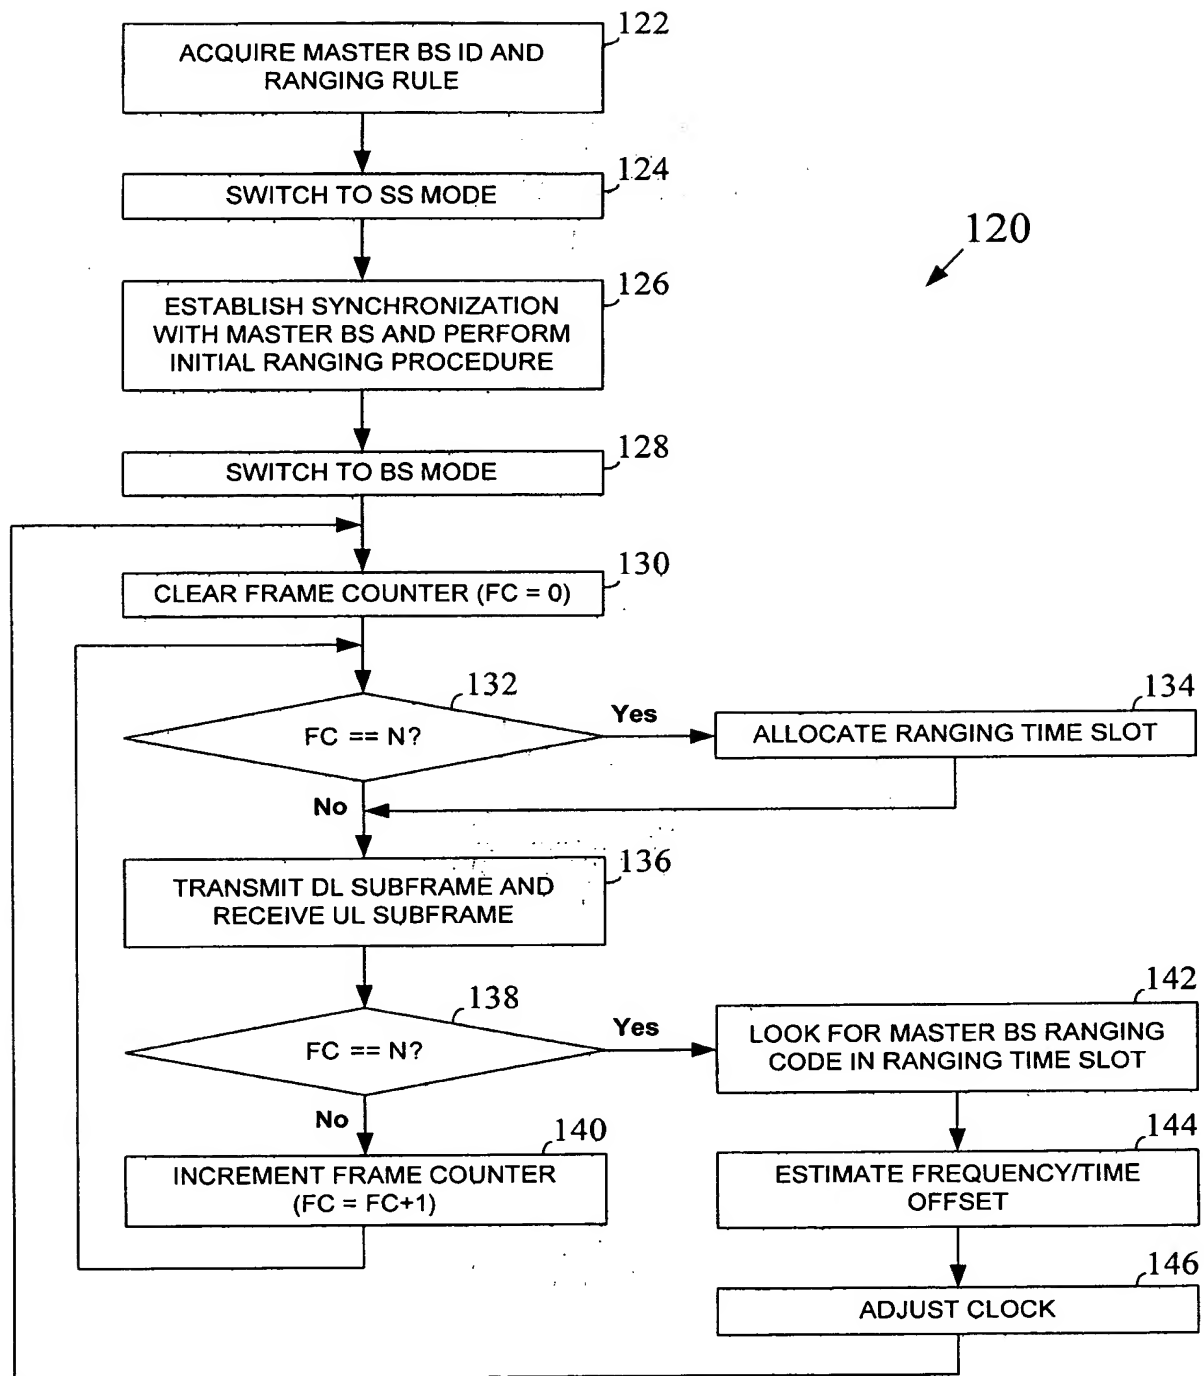 122
ACQUIRE MASTER BS ID AND
RANGING RULE
124
SWITCH TO SS MODE
120
126
ESTABLISH SYNCHRONIZATION
WITH MASTER BS AND PERFORM
INITIAL RANGING PROCEDURE
128
SWITCH TO BS MODE
130
CLEAR FRAME COUNTER (FC = 0)
132
FC == N?
Yes
134
ALLOCATE RANGING TIME SLOT
No
136
TRANSMIT DL SUBFRAME AND
RECEIVE UL SUBFRAME
138
FC == N?
Yes
142
LOOK FOR MASTER BS RANGING
CODE IN RANGING TIME SLOT
No
140
INCREMENT FRAME COUNTER
(FC = FC+1)
144
ESTIMATE FREQUENCY/TIME
OFFSET
146
ADJUST CLOCK